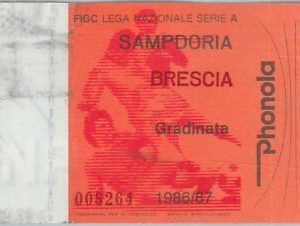 FIGC LEGA NAZIONALE SERIE A
SAMPDORIA
BRESCIA
Gradinata
Phonola
008264
1986/87